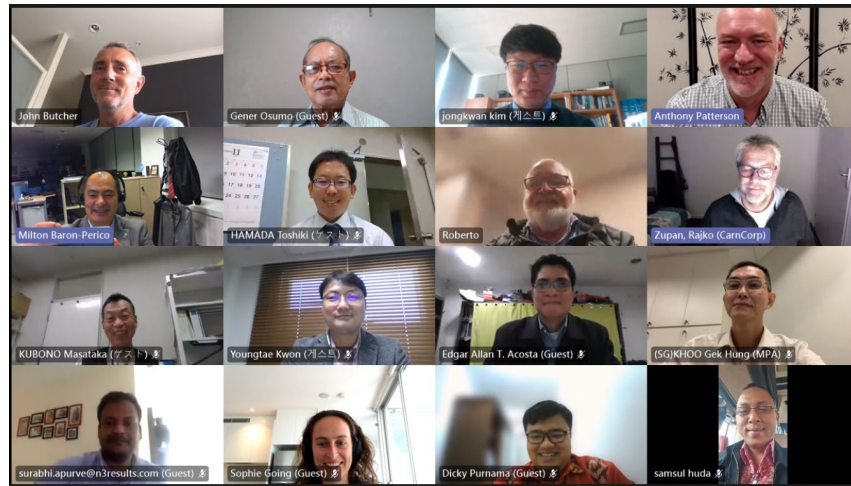 John Butcher
Gener Osumo (Guest)
jongkwan kim (게스트)
Anthony Patterson
Milton Baron-Perico
HAMADA Toshiki (ゲスト)
Roberto
Zupan, Rajko (CarnCorp)
KUBONO Masataka (ゲスト)
Youngtae Kwon (게스트)
Edgar Allan T. Acosta (Guest)
(SG)KHOO Gek Hung (MPA)
surabhi.apurve@n3results.com (Guest)
Sophie Going (Guest)
Dicky Purnama (Guest)
samsul huda